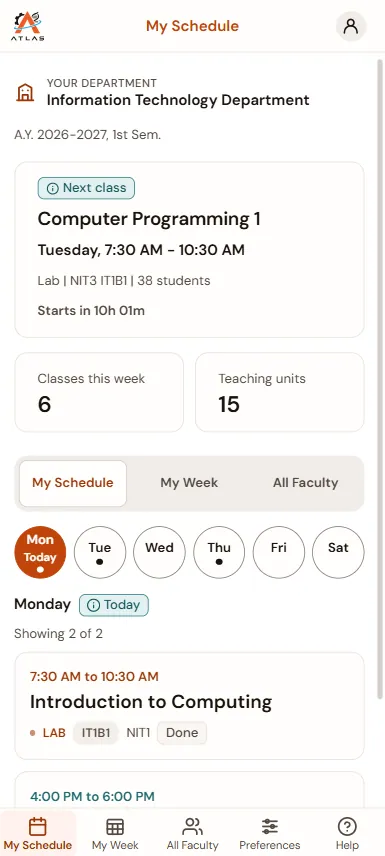 ATLAS
My Schedule
YOUR DEPARTMENT
Information Technology Department
A.Y. 2026-2027, 1st Sem.
Next class
Computer Programming 1
Tuesday, 7:30 AM - 10:30 AM
Lab | NIT3 IT1B1 | 38 students
Starts in 10h 01m
Classes this week
6
Teaching units
15
My Schedule My Week All Faculty
Mon Tue Wed Thu Fri Sat
Today
Monday Today
Showing 2 of 2
7:30 AM to 10:30 AM
Introduction to Computing
LAB IT1B1 NIT1 Done
4:00 PM to 6:00 PM
My Schedule My Week All Faculty Preferences Help